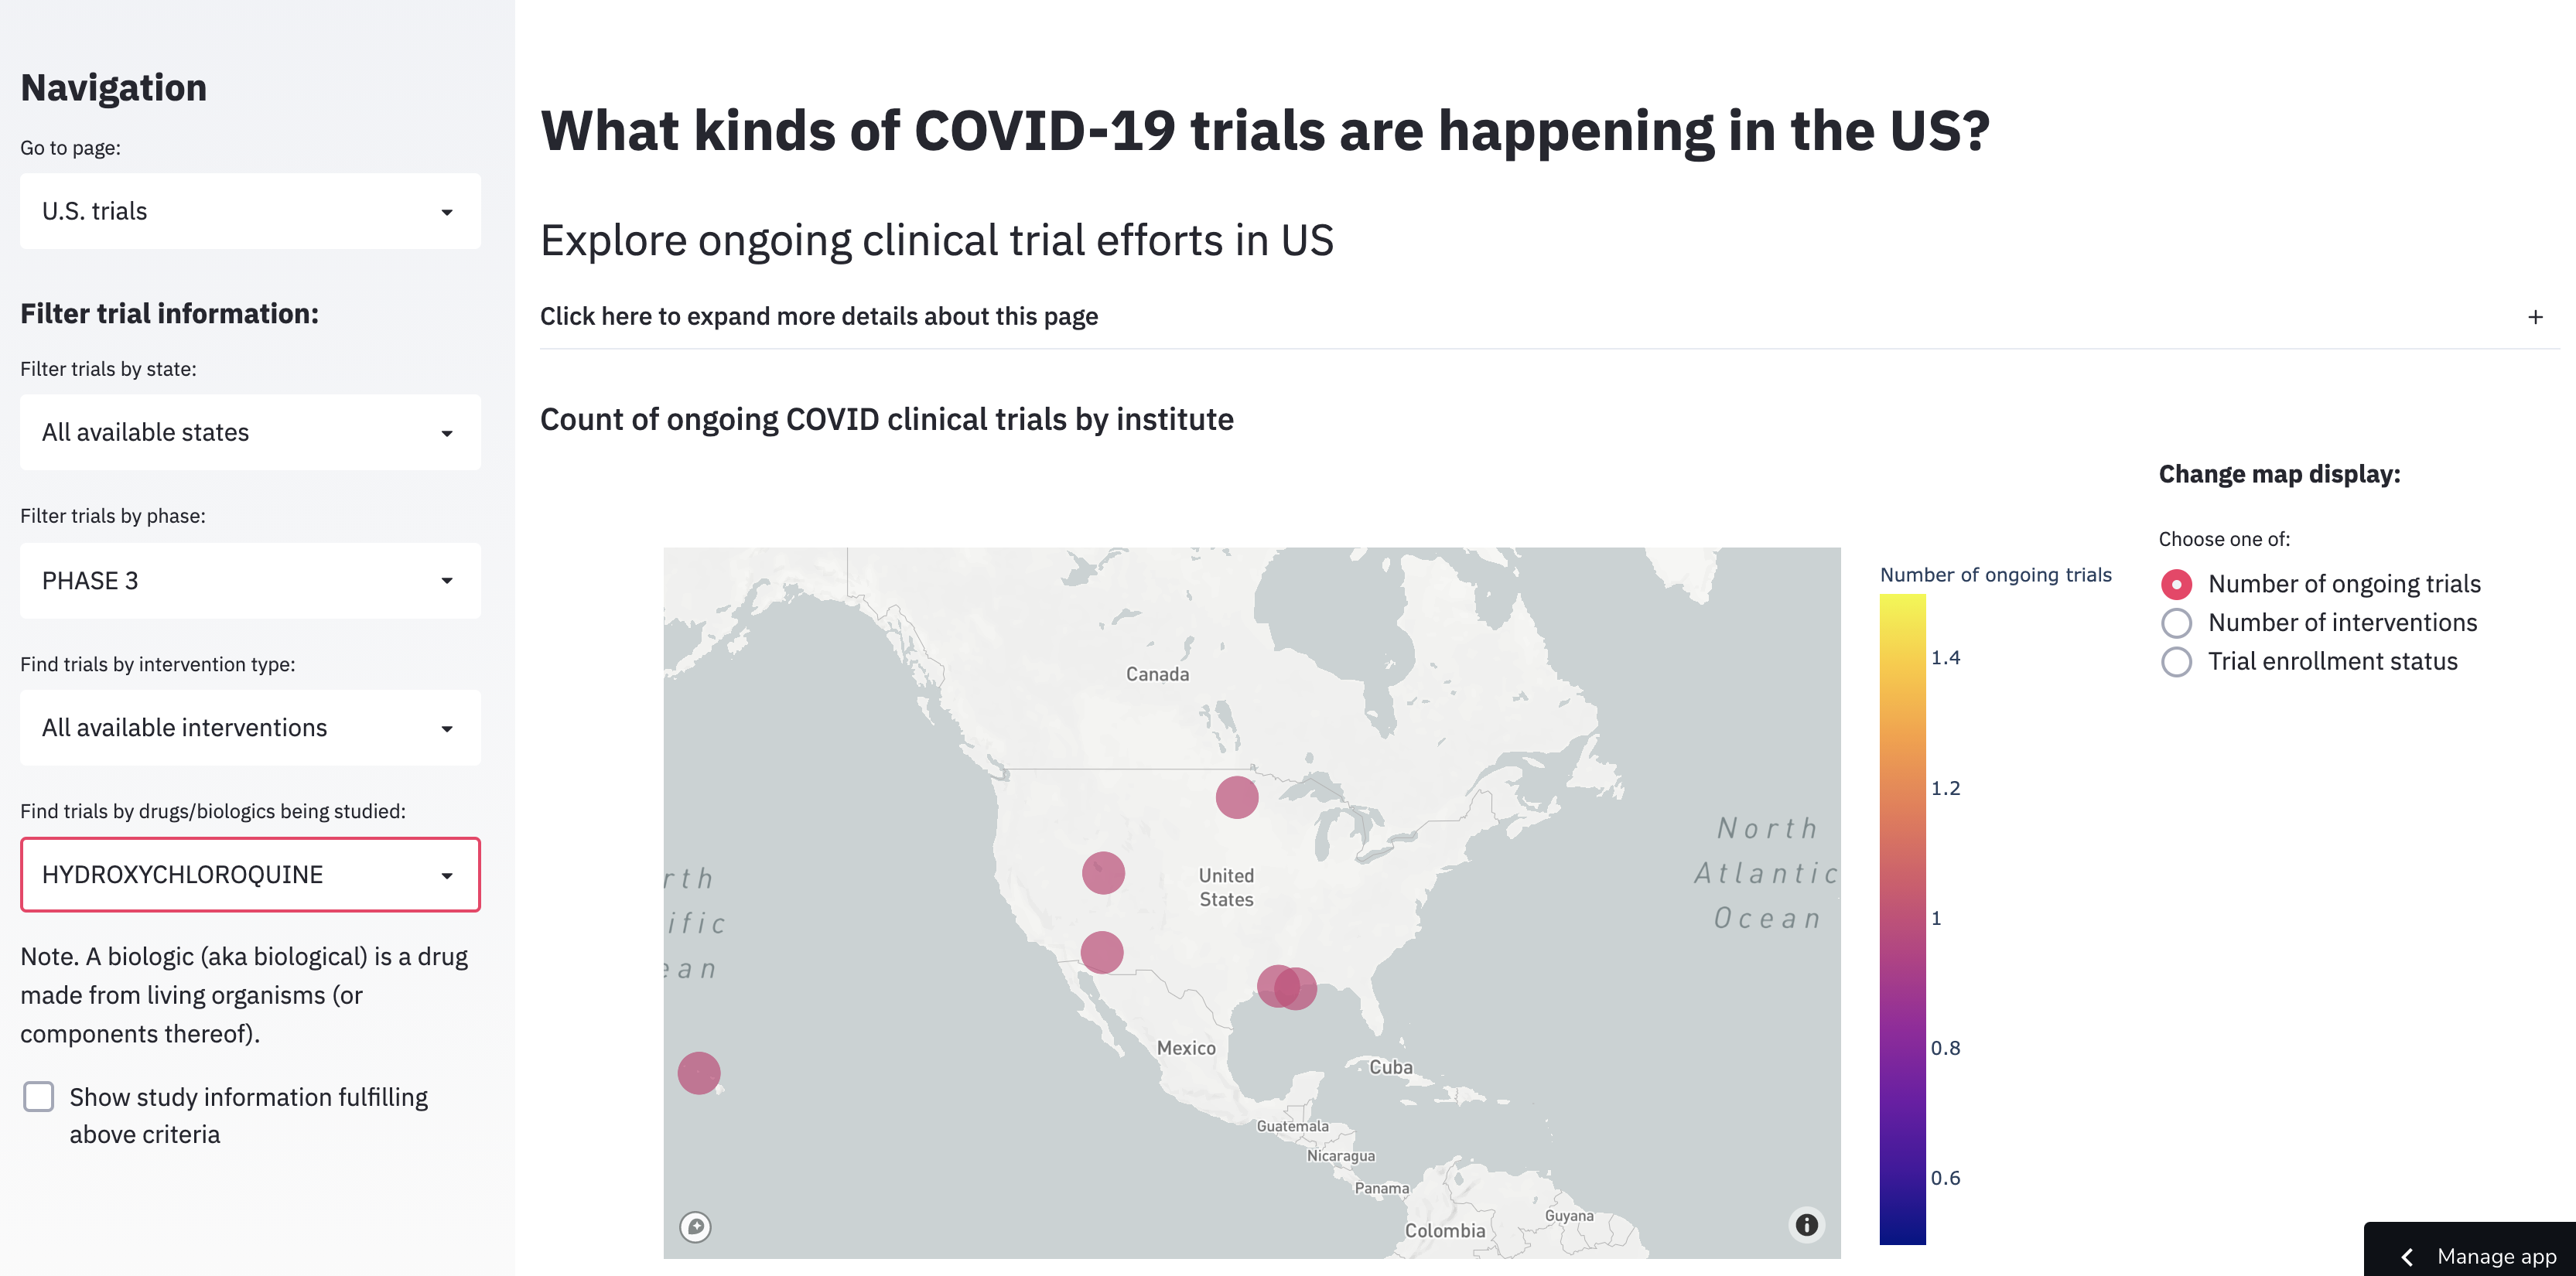 Navigation
Go to page:
U.S. trials
Filter trial information:
Filter trials by state:
All available states
Filter trials by phase:
PHASE 3
Find trials by intervention type:
All available interventions
Find trials by drugs/biologics being studied:
HYDROXYCHLOROQUINE
Note. A biologic (aka biological) is a drug
made from living organisms (or
components thereof).
Show study information fulfilling
above criteria
What kinds of COVID-19 trials are happening in the US?
Explore ongoing clinical trial efforts in US
Click here to expand more details about this page
+
Count of ongoing COVID clinical trials by institute
Canada
United
States
rth
ific
ean
North
Atlantic
Ocean
Mexico
Cuba
Guatemala
Nicaragua
Panama
Colombia
Guyana
Number of ongoing trials
1.4
1.2
1
0.8
0.6
Change map display:
Choose one of:
Number of ongoing trials
Number of interventions
Trial enrollment status
Manage app